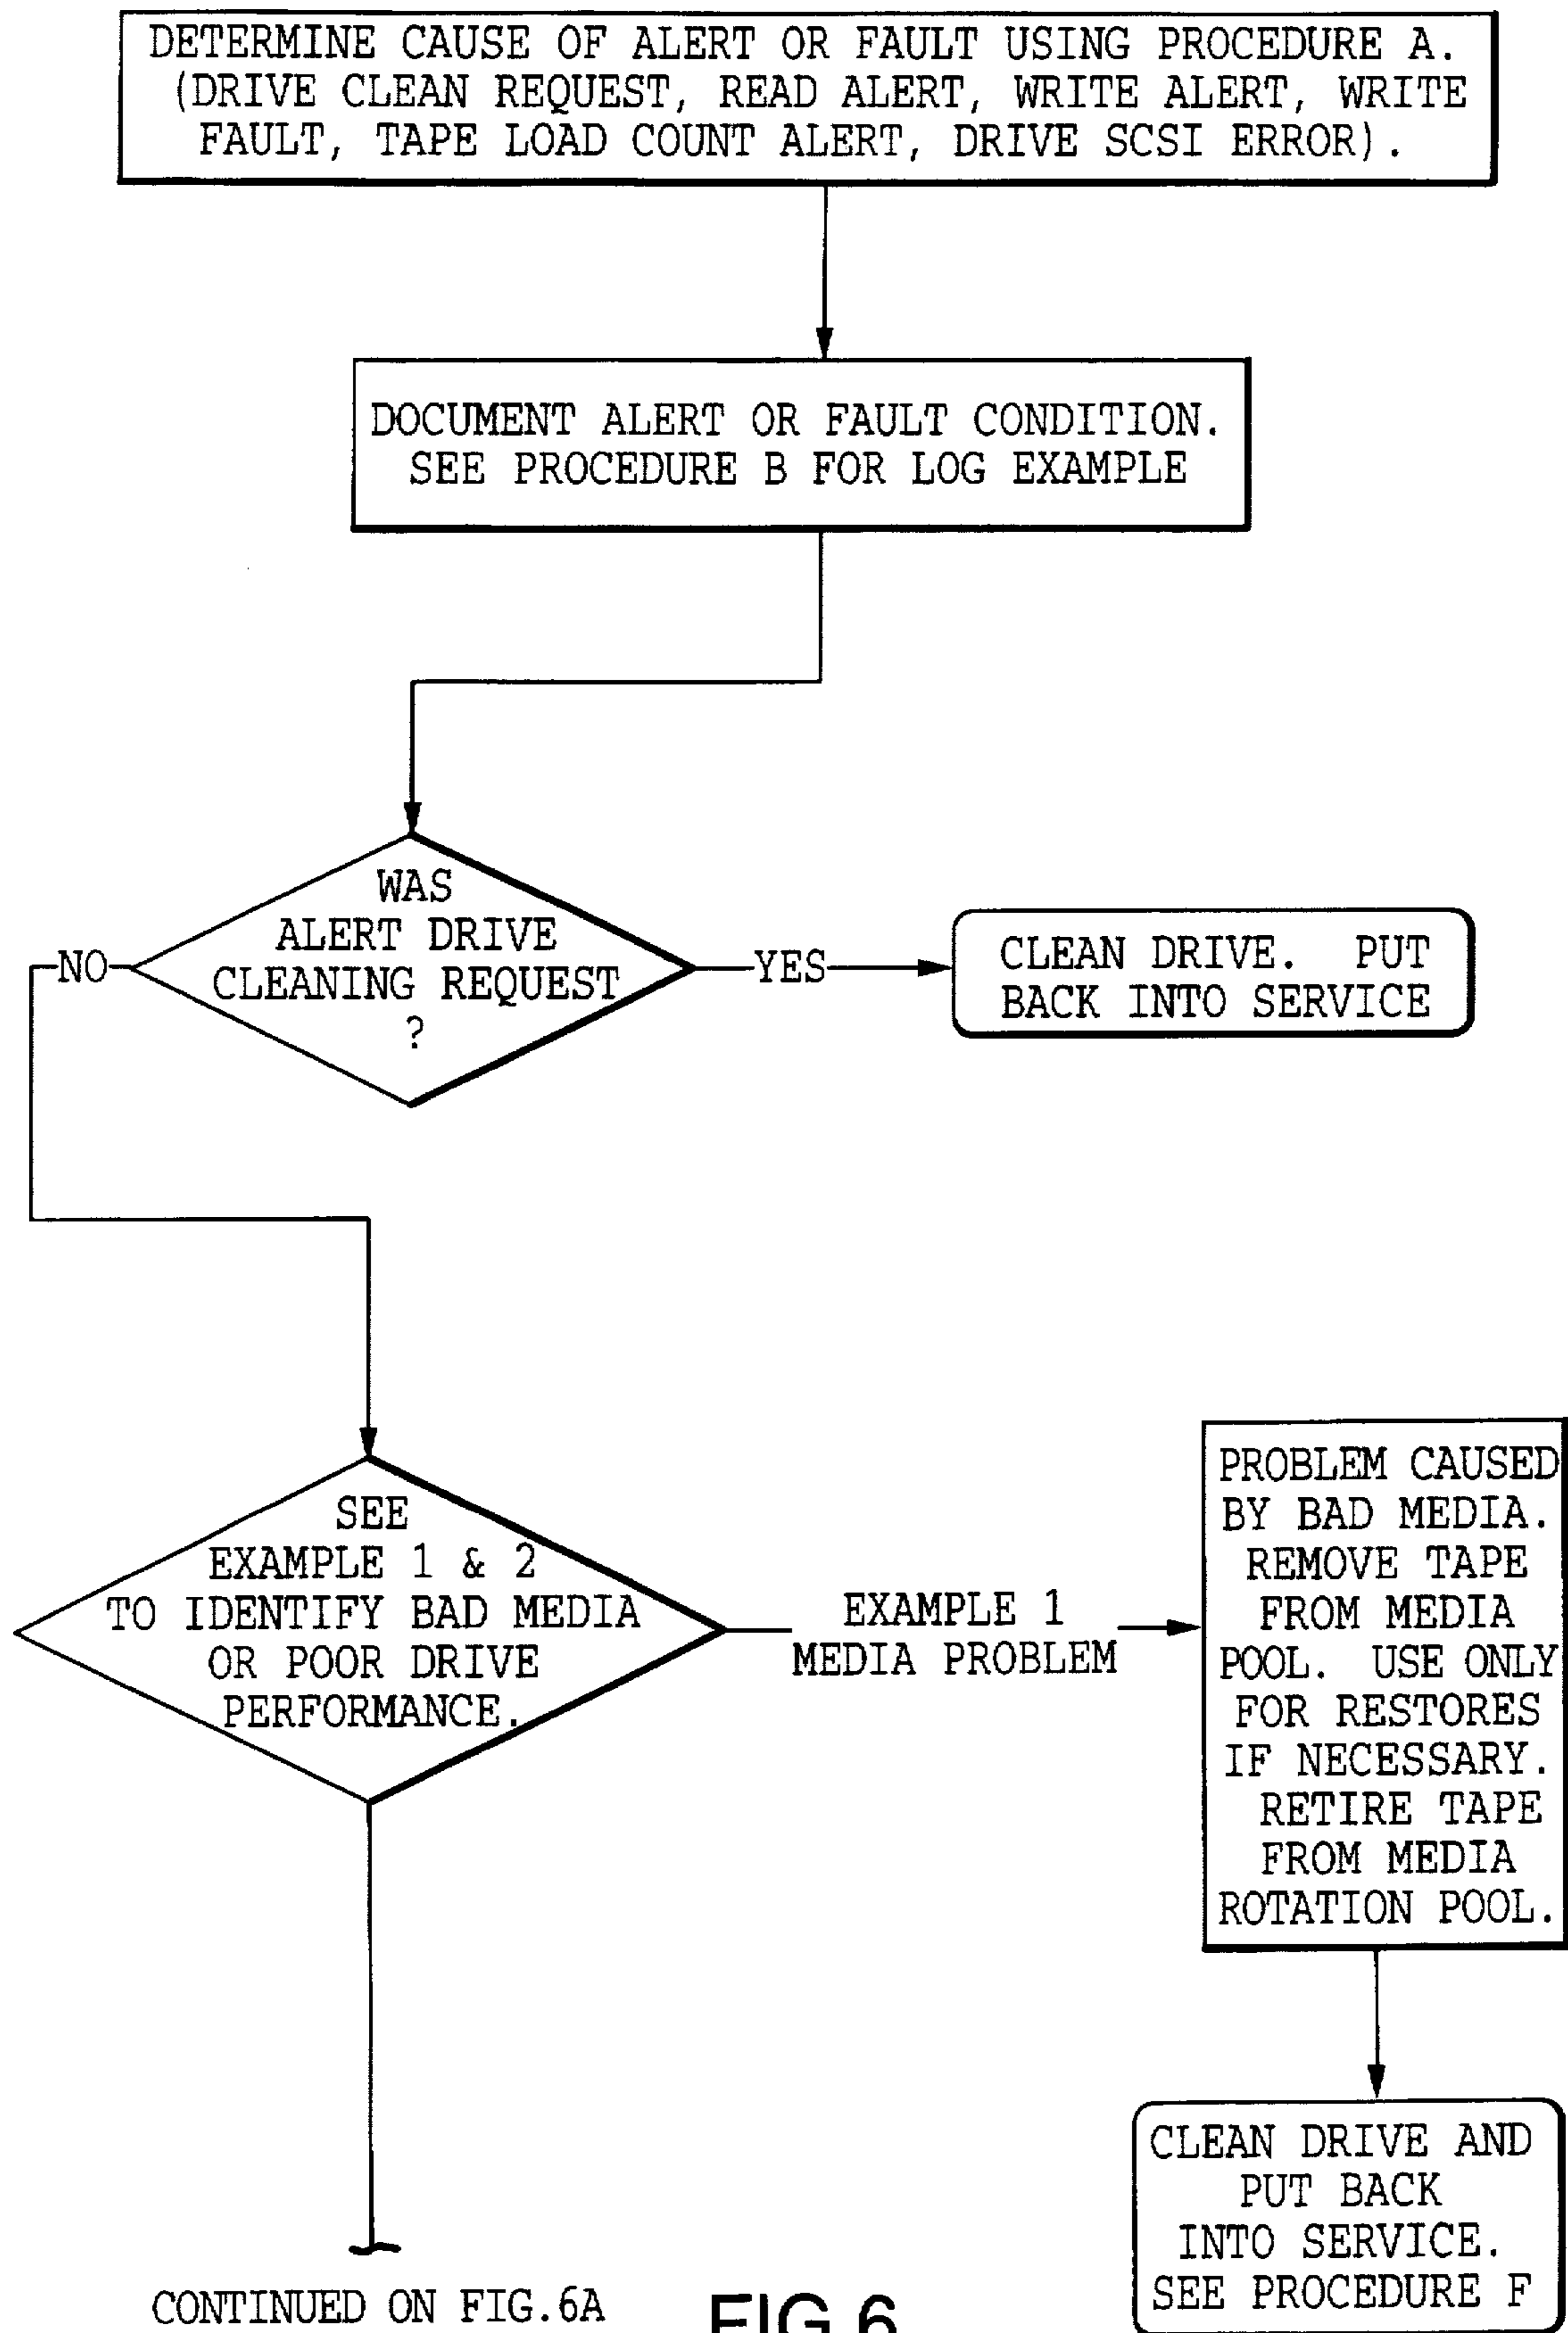 DETERMINE CAUSE OF ALERT OR FAULT USING PROCEDURE A.
(DRIVE CLEAN REQUEST, READ ALERT, WRITE ALERT, WRITE
FAULT, TAPE LOAD COUNT ALERT, DRIVE SCSI ERROR).
DOCUMENT ALERT OR FAULT CONDITION.
SEE PROCEDURE B FOR LOG EXAMPLE
WAS
ALERT DRIVE
CLEANING REQUEST
?
NO
YES
CLEAN DRIVE. PUT
BACK INTO SERVICE
SEE
EXAMPLE 1 & 2
TO IDENTIFY BAD MEDIA
OR POOR DRIVE
PERFORMANCE.
EXAMPLE 1
MEDIA PROBLEM
PROBLEM CAUSED
BY BAD MEDIA.
REMOVE TAPE
FROM MEDIA
POOL. USE ONLY
FOR RESTORES
IF NECESSARY.
RETIRE TAPE
FROM MEDIA
ROTATION POOL.
CLEAN DRIVE AND
PUT BACK
INTO SERVICE.
SEE PROCEDURE F
CONTINUED ON FIG.6A
FIG.6